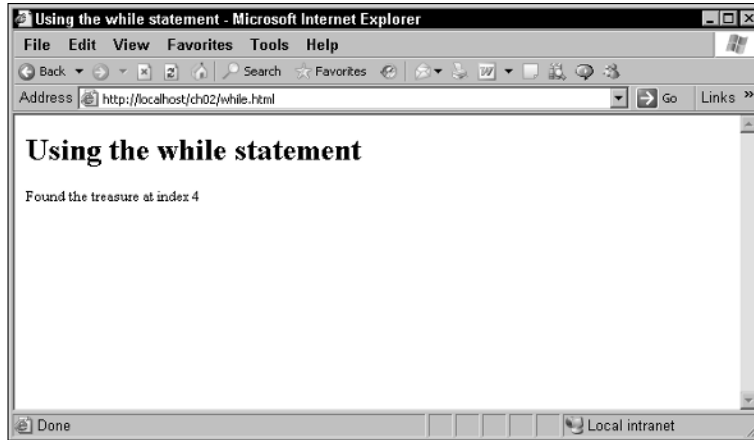 Using the while statement - Microsoft Internet Explorer
File Edit View Favorites Tools Help
Back Search Favorites
Address http://localhost/ch02/while.html Go Links »
Using the while statement
Found the treasure at index 4
Done Local intranet